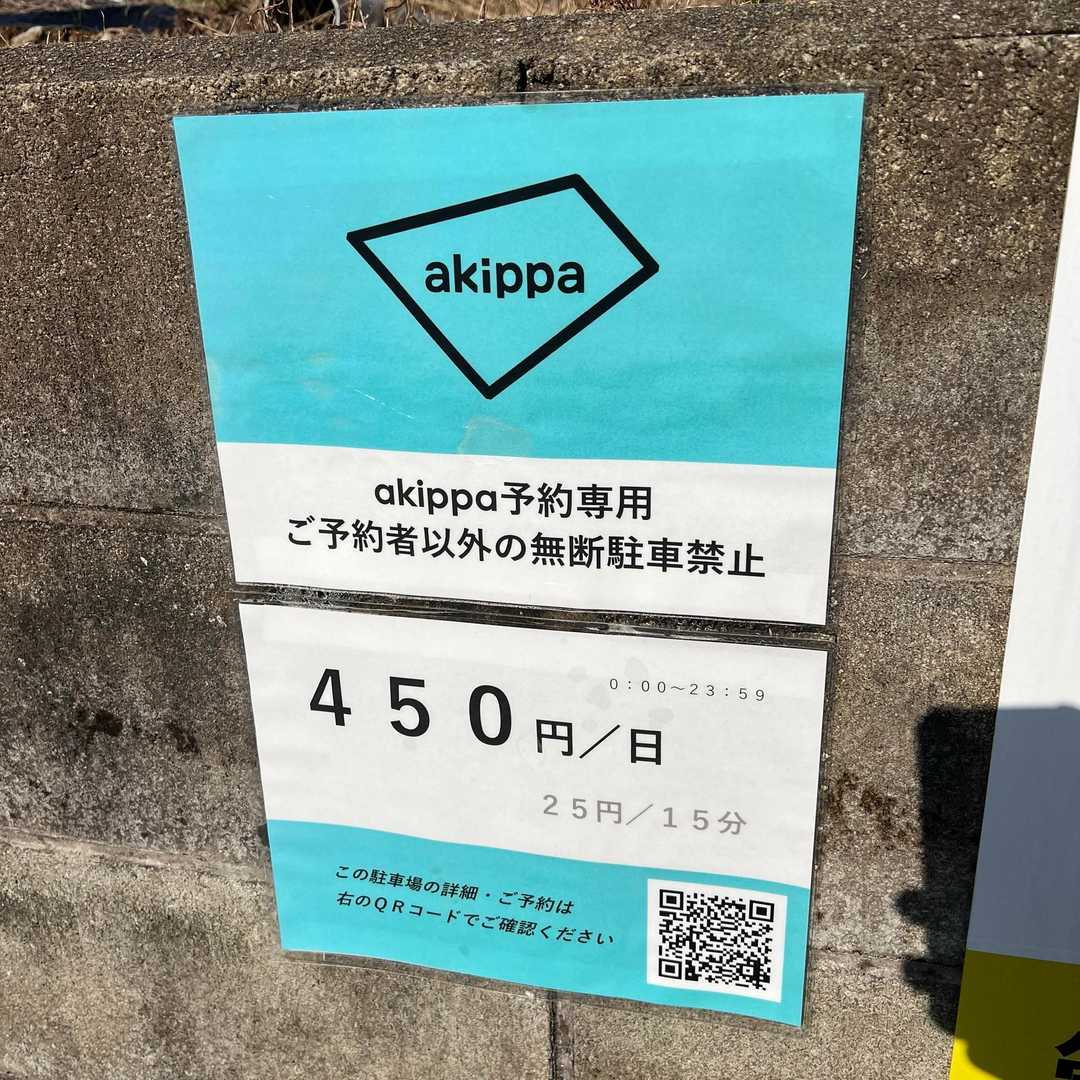 akippa
akippa予約専用
ご予約者以外の無断駐車禁止
0:00～23:59
450円／日
25円／15分
この駐車場の詳細・ご予約は
右のQRコードでご確認ください